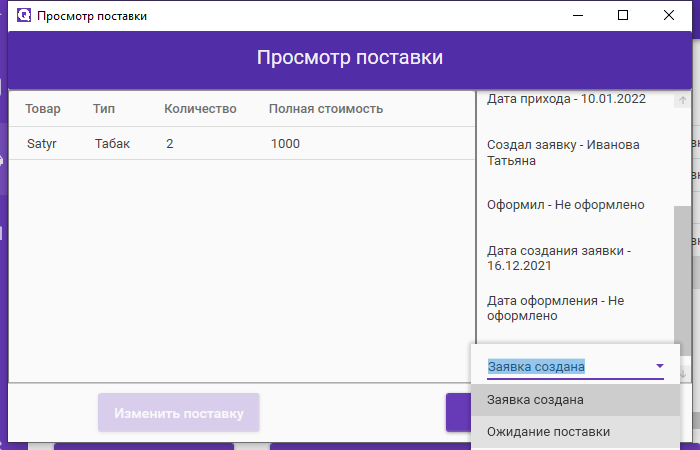 Просмотр поставки
Просмотр поставки
Товар Тип Количество Полная стоимость
Satyr Табак 2 1000
Дата прихода - 10.01.2022
Создал заявку - Иванова
Татьяна
Оформил - Не оформлено
Дата создания заявки -
16.12.2021
Дата оформления - Не
оформлено
Заявка создана
Заявка создана
Ожидание поставки
Изменить поставку